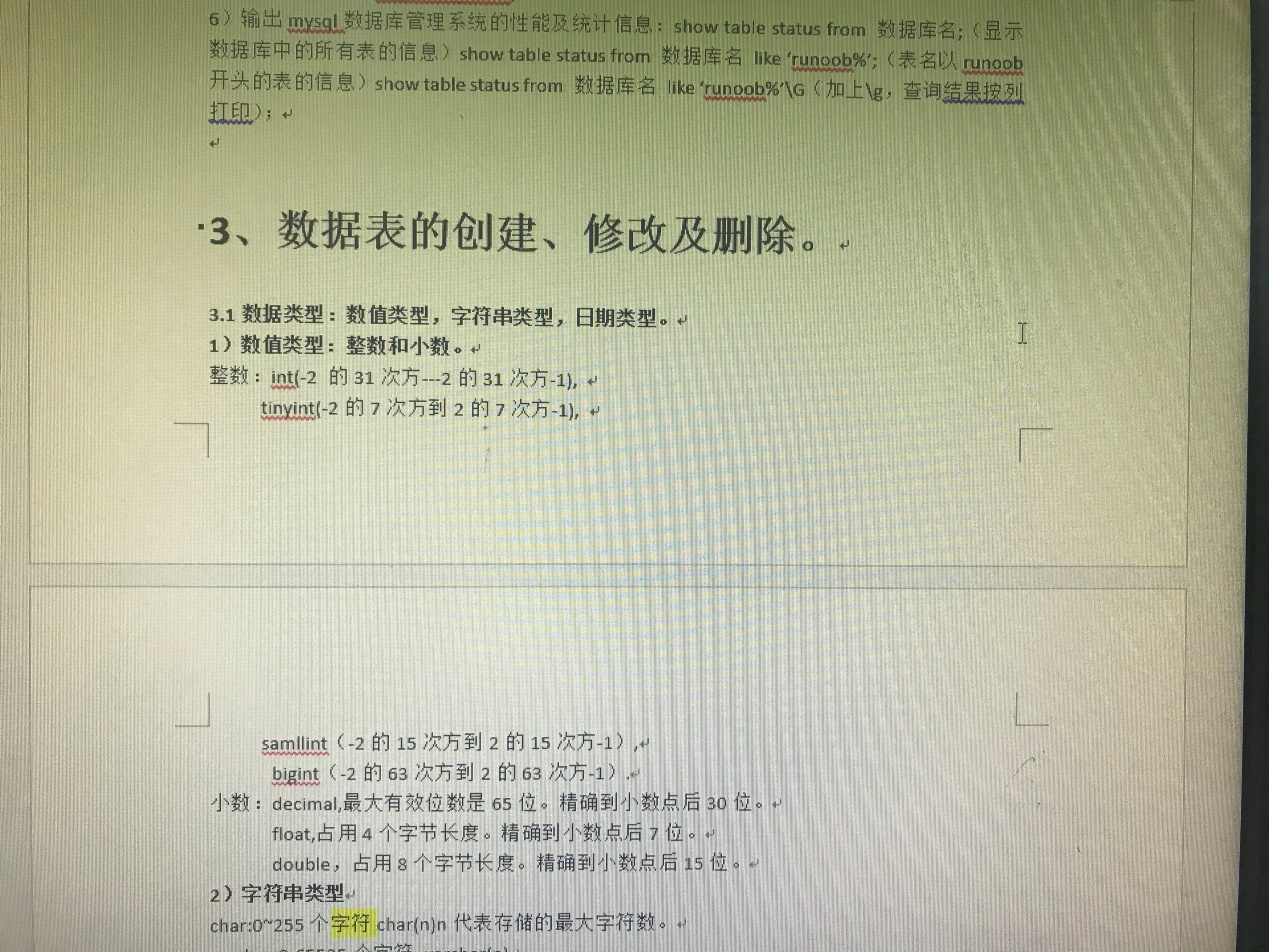 6）输出 mysql 数据库管理系统的性能及统计信息：show table status from 数据库名;（显示
数据库中的所有表的信息）show table status from 数据库名 like ‘runoob%’;（表名以 runoob
开头的表的信息）show table status from 数据库名 like ‘runoob%’\G（加上\g，查询结果按列
打印）；
3、数据表的创建、修改及删除。
3.1 数据类型：数值类型，字符串类型，日期类型。
1）数值类型：整数和小数。
整数：int(-2 的 31 次方---2 的 31 次方-1),
tinyint(-2 的 7 次方到 2 的 7 次方-1),
samllint（-2 的 15 次方到 2 的 15 次方-1）,
bigint（-2 的 63 次方到 2 的 63 次方-1）.
小数：decimal,最大有效位数是 65 位。精确到小数点后 30 位。
float,占用 4 个字节长度。精确到小数点后 7 位。
double，占用 8 个字节长度。精确到小数点后 15 位。
2）字符串类型
char:0~255 个字符 char(n)n 代表存储的最大字符数。